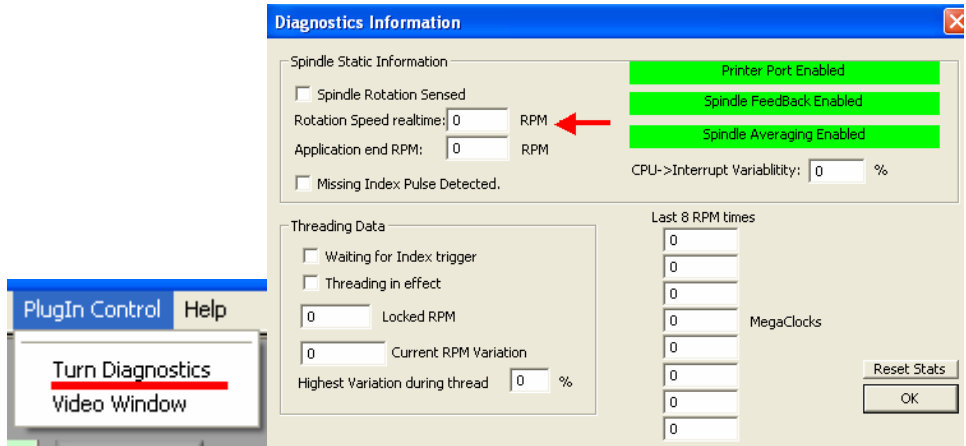 PlugIn Control Help
Turn Diagnostics
Video Window
Diagnostics Information
Spindle Static Information
Spindle Rotation Sensed
Rotation Speed realtime: 0 RPM
Application end RPM: 0 RPM
Missing Index Pulse Detected.
Printer Port Enabled
Spindle FeedBack Enabled
Spindle Averaging Enabled
CPU->Interrupt Variablitity: 0 %
Threading Data
Waiting for Index trigger
Threading in effect
0 Locked RPM
0 Current RPM Variation
Highest Variation during thread 0 %
Last 8 RPM times
0
0
0
0 MegaClocks
0
0
0
0
Reset Stats
OK